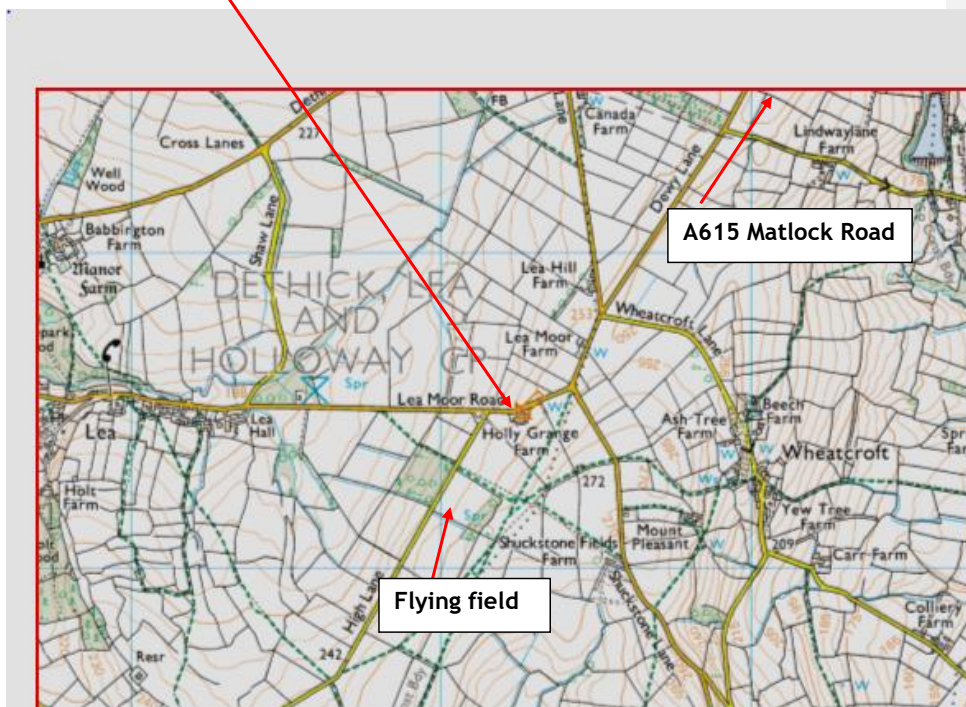 FB
Lane
Canada
Farm
227
Cross Lanes
Lindwaylane
Farm
W
W
Well
Wood
Dewy Lane
A615 Matlock Road
Babbington
Farm
Manor
Farm
Shaw Lane
DETHICK, LEA
AND
HOLLOWAY CP
Lea Hill
Farm
253
Wheatcroft Lane
Lea Moor
Farm
W
Spr
Lea Moor Road
W
Lea
Lea
Hall
Holly Grange
Farm
Ash Tree
Farm
Beech
Farm
Wheatcroft
W
W
Holt
Farm
272
Spr
Yew Tree
Farm
Shuckstone Fields
Farm
Mount
Pleasant
W
209
Carr Farm
Flying field
High Lane
Shuckstone Lane
Colliery
Farm
242
Resr
W